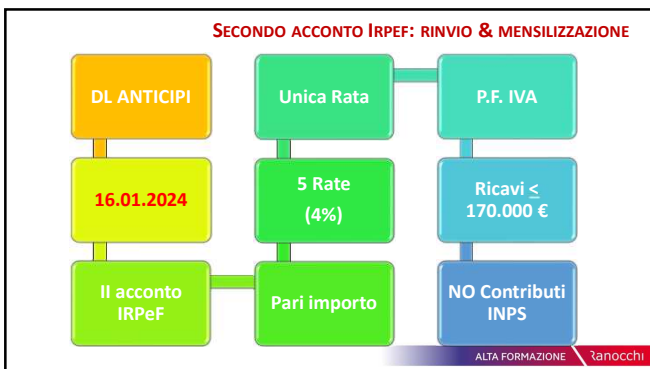 SECONDO ACCONTO IRPEF: RINVIO & MENSILIZZAZIONE
DL ANTICIPI
16.01.2024
II acconto
IRPeF
Pari importo
5 Rate
(4%)
Unica Rata
P.F. IVA
Ricavi <
170.000 €
NO Contributi
INPS
ALTA FORMAZIONE
Ranocchi